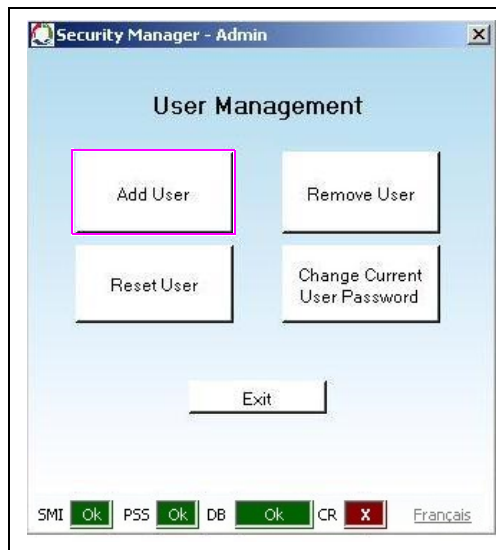 Security Manager - Admin
User Management
Add User
Remove User
Reset User
Change Current
User Password
Exit
SMI Ok PSS Ok DB Ok CR X Français